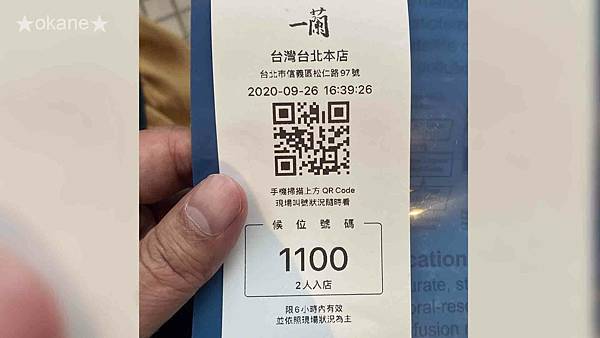 ★okane★
一蘭
台灣台北本店
台北市信義區松仁路97號
2020-09-26 16:39:26
手機掃描上方 QR Code
現場叫號狀況隨時看
候位號碼
1100
2人入店
限6小時內有效
並依照現場狀況為主